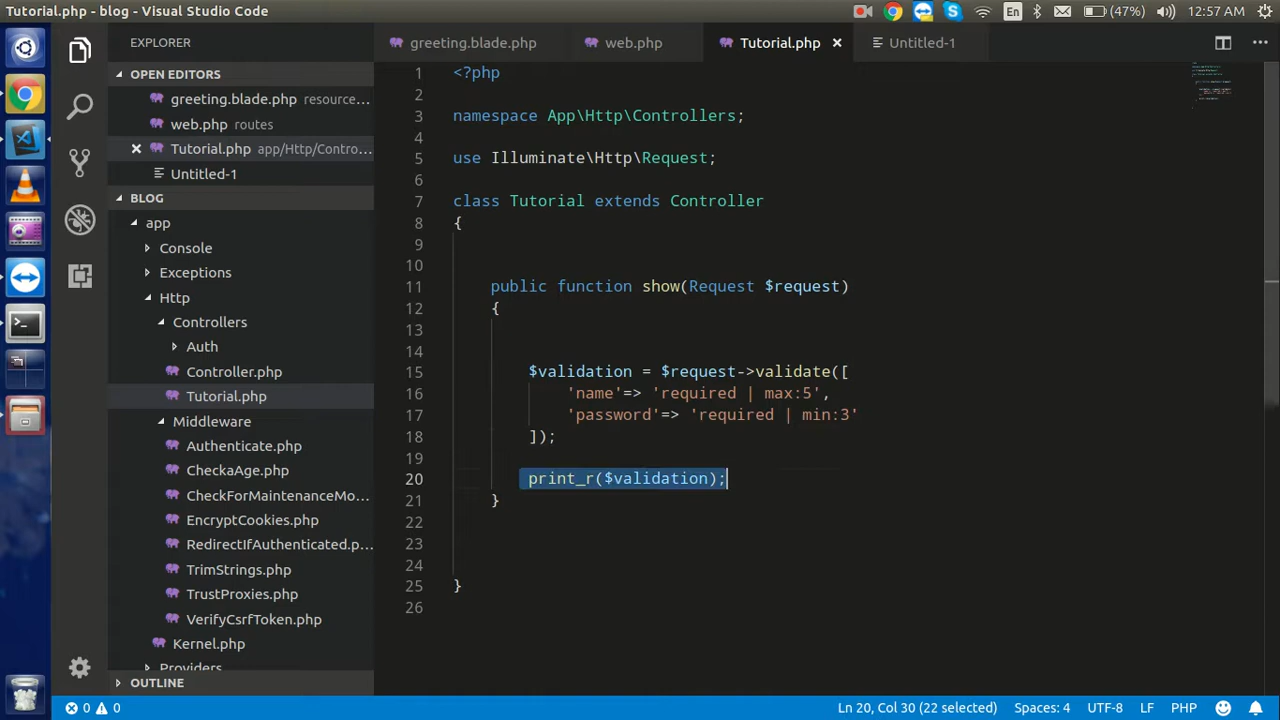 Tutorial.php - blog - Visual Studio Code
En
(47%)
12:57 AM
EXPLORER
OPEN EDITORS
greeting.blade.php resource...
web.php routes
Tutorial.php app/Http/Contro...
Untitled-1
BLOG
app
Console
Exceptions
Http
Controllers
Auth
Controller.php
Tutorial.php
Middleware
Authenticate.php
CheckaAge.php
CheckForMaintenanceMo...
EncryptCookies.php
RedirectIfAuthenticated.p...
TrimStrings.php
TrustProxies.php
VerifyCsrfToken.php
Kernel.php
Providers
OUTLINE
greeting.blade.php
web.php
Tutorial.php
Untitled-1
1 <?php
2
3 namespace App\Http\Controllers;
4
5 use Illuminate\Http\Request;
6
7 class Tutorial extends Controller
8 {
9
10
11 public function show(Request $request)
12 {
13
14
15 $validation = $request->validate([
16 'name'=> 'required | max:5',
17 'password'=> 'required | min:3'
18 ]);
19
20 print_r($validation);
21 }
22
23
24
25 }
26
0 0
Ln 20, Col 30 (22 selected)
Spaces: 4
UTF-8
LF
PHP